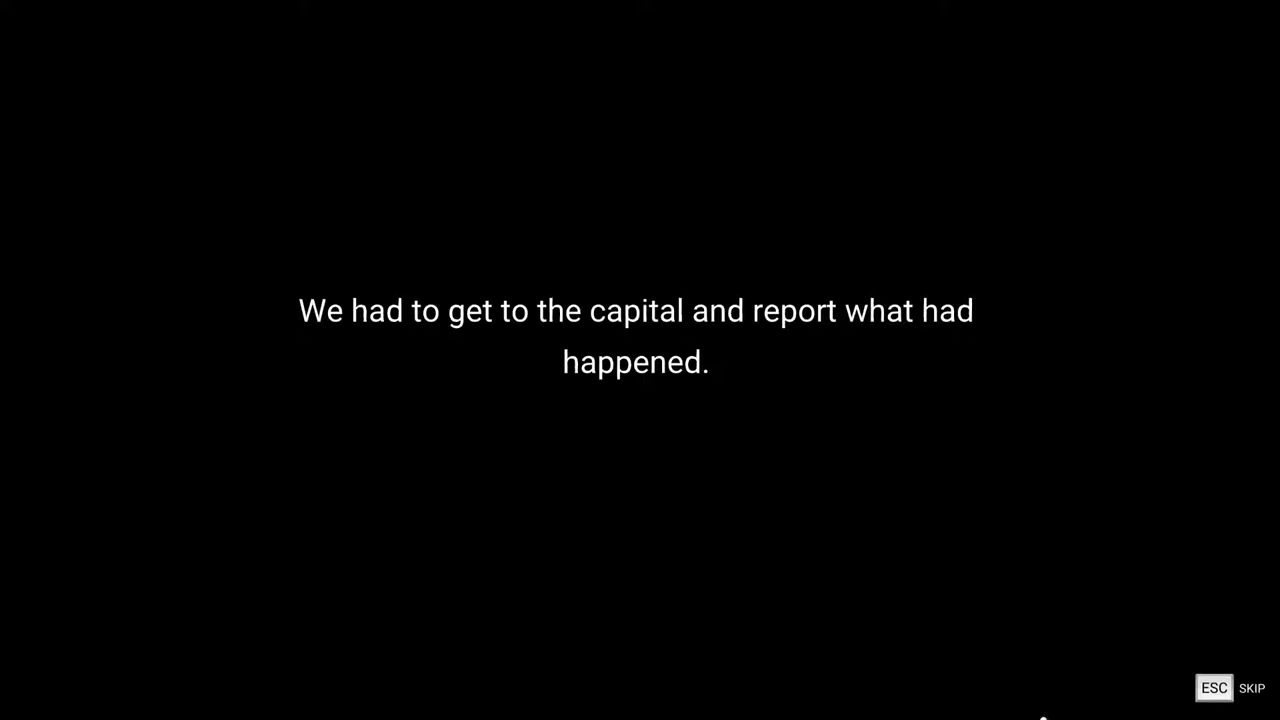 We had to get to the capital and report what had
happened.
ESC SKIP